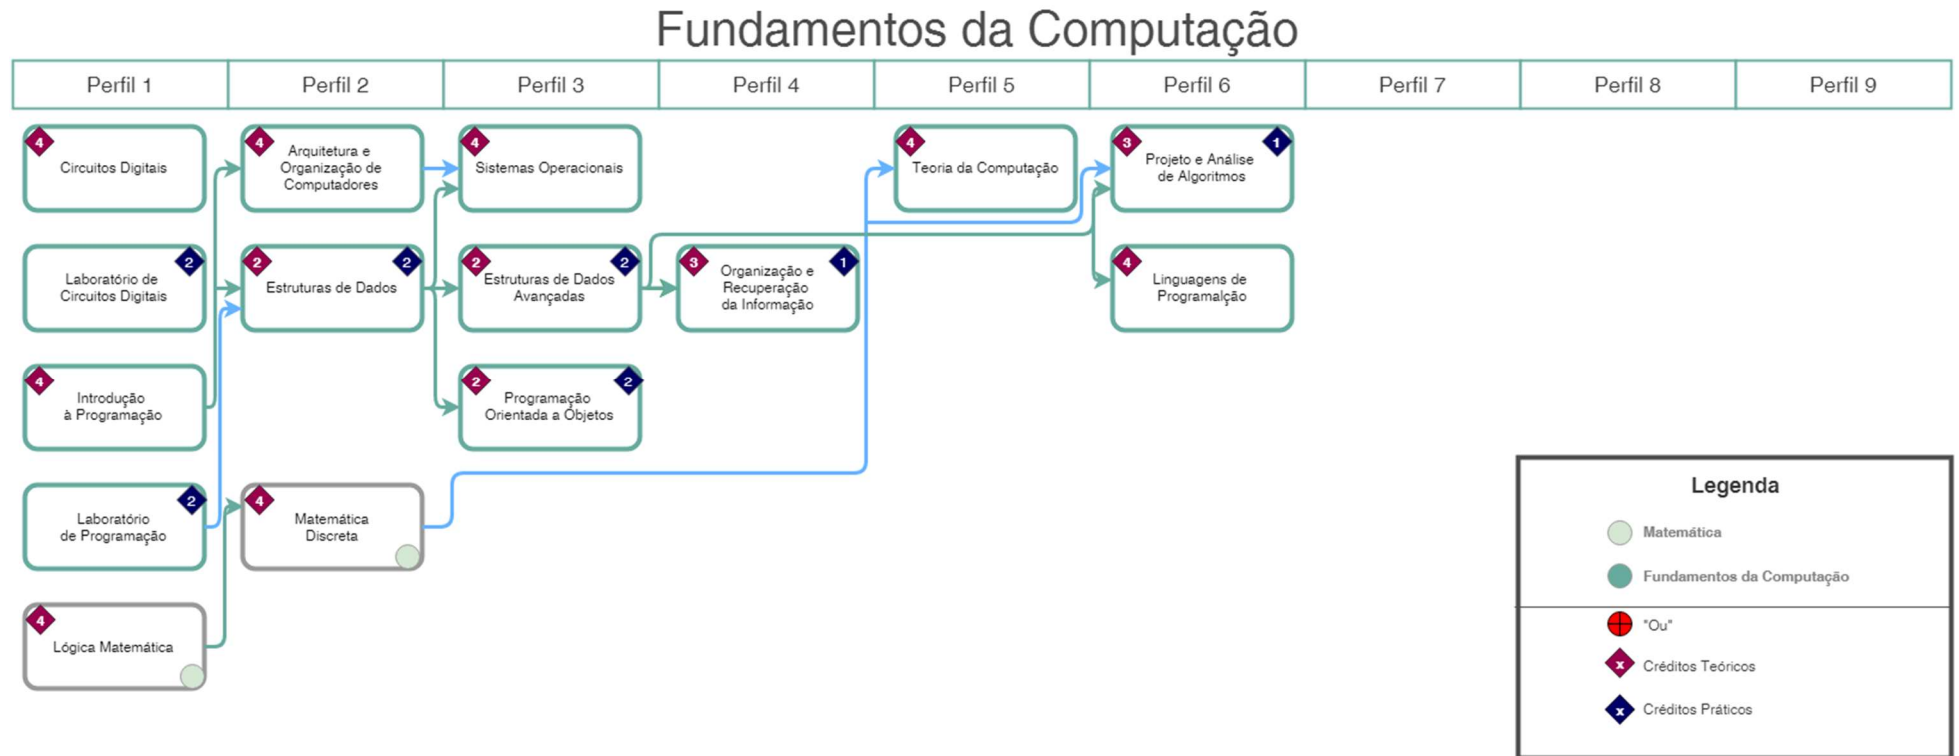 Fundamentos da Computação
Perfil 1
Perfil 2
Perfil 3
Perfil 4
Perfil 5
Perfil 6
Perfil 7
Perfil 8
Perfil 9
4
Circuitos Digitais
4
Arquitetura e
Organização de
Computadores
4
Sistemas Operacionais
4
Teoria da Computação
3
1
Projeto e Análise
de Algoritmos
2
Laboratório de
Circuitos Digitais
2
2
Estruturas de Dados
2
2
Estruturas de Dados
Avançadas
3
1
Organização e
Recuperação
da Informação
4
Linguagens de
Programalção
4
Introdução
à Programação
2
2
Programação
Orientada a Objetos
2
Laboratório
de Programação
4
Matemática
Discreta
4
Lógica Matemática
Legenda
Matemática
Fundamentos da Computação
"Ou"
x
Créditos Teóricos
x
Créditos Práticos